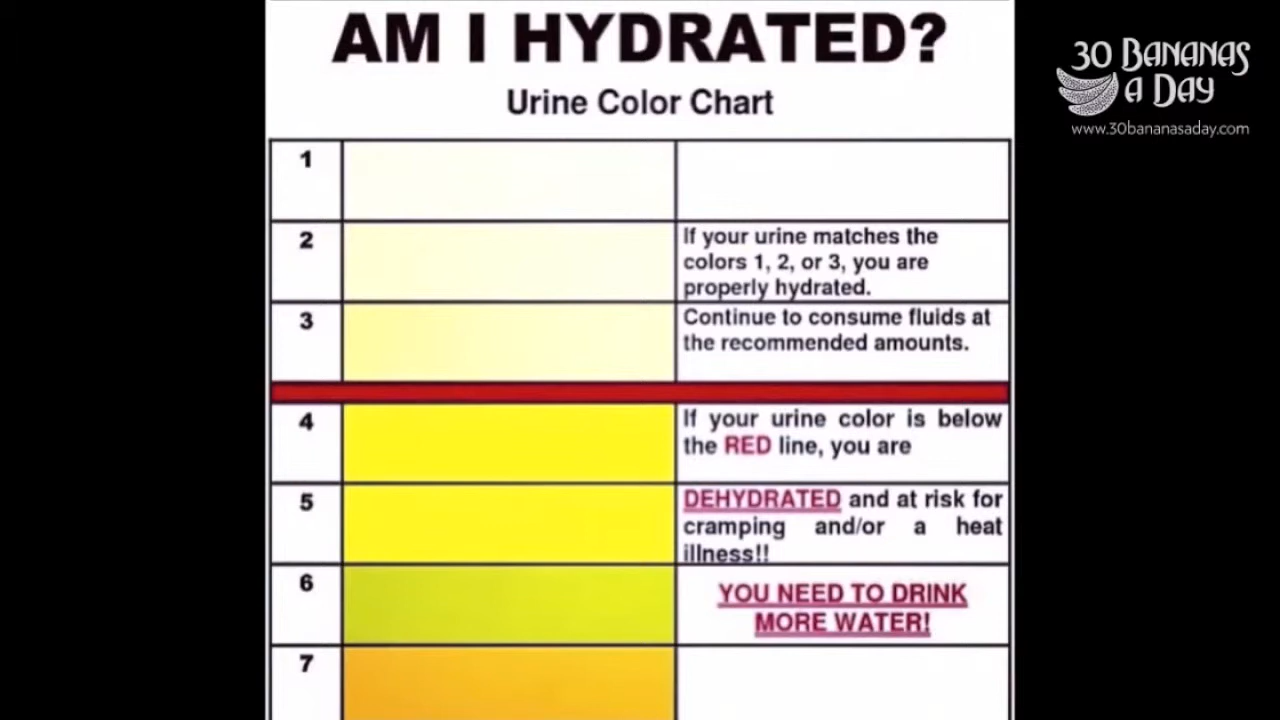 AM I HYDRATED?
Urine Color Chart
30 BANANAS
A DAY
www.30bananasaday.com
1
2
If your urine matches the
colors 1, 2, or 3, you are
properly hydrated.
3
Continue to consume fluids at
the recommended amounts.
4
If your urine color is below
the RED line, you are
5
DEHYDRATED and at risk for
cramping and/or a heat
illness!!
6
YOU NEED TO DRINK
MORE WATER!
7